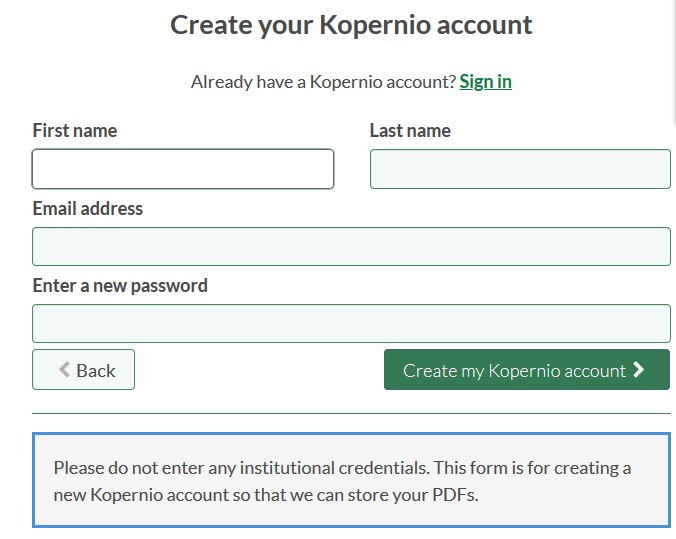 Create your Kopernio account
Already have a Kopernio account? Sign in
First name
Last name
Email address
Enter a new password
Back
Create my Kopernio account
Please do not enter any institutional credentials. This form is for creating a
new Kopernio account so that we can store your PDFs.